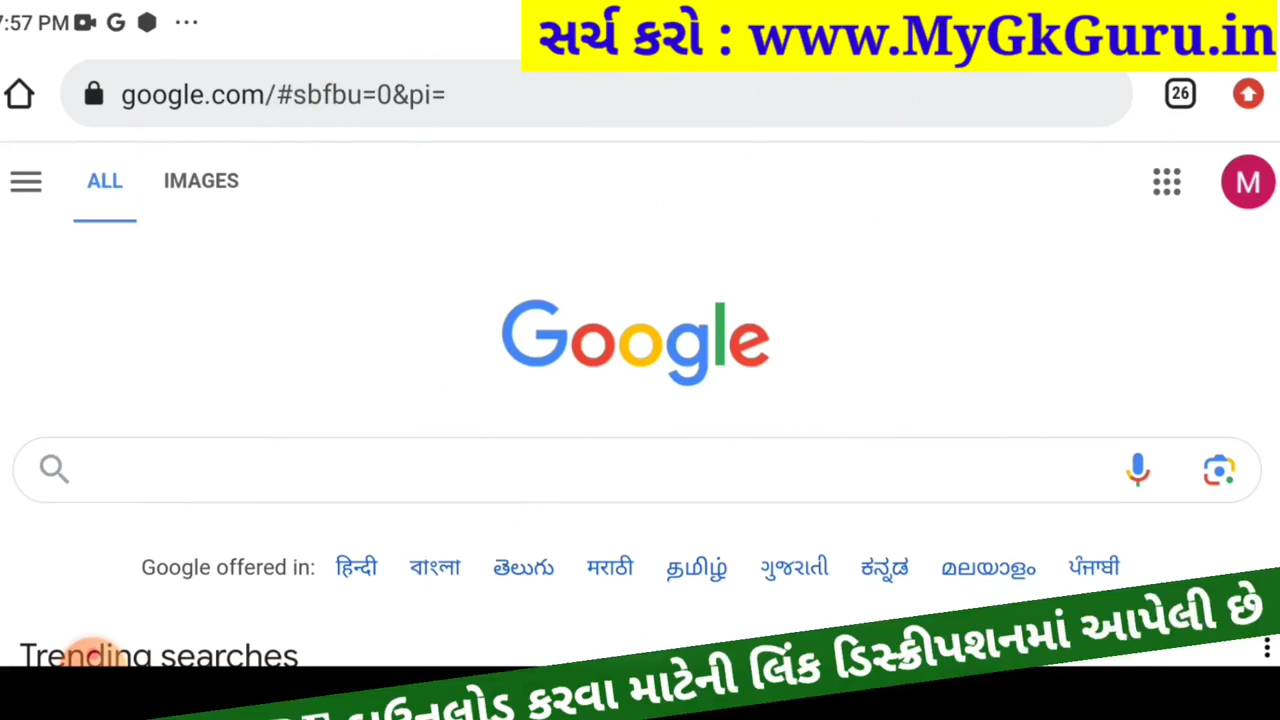 7:57 PM
સર્ચ કરો : www.MyGkGuru.in
google.com/#sbfbu=0&pi=
26
ALL IMAGES
M
Google
Google offered in: हिन्दी বাংলা తెలుగు मराठी தமிழ் ગુજરાતી ಕನ್ನಡ മലയാളം ਪੰਜਾਬੀ
Trending searches
ડાઉનલોડ કરવા માટેની લિંક ડિસ્ક્રીપશનમાં આપેલી છે